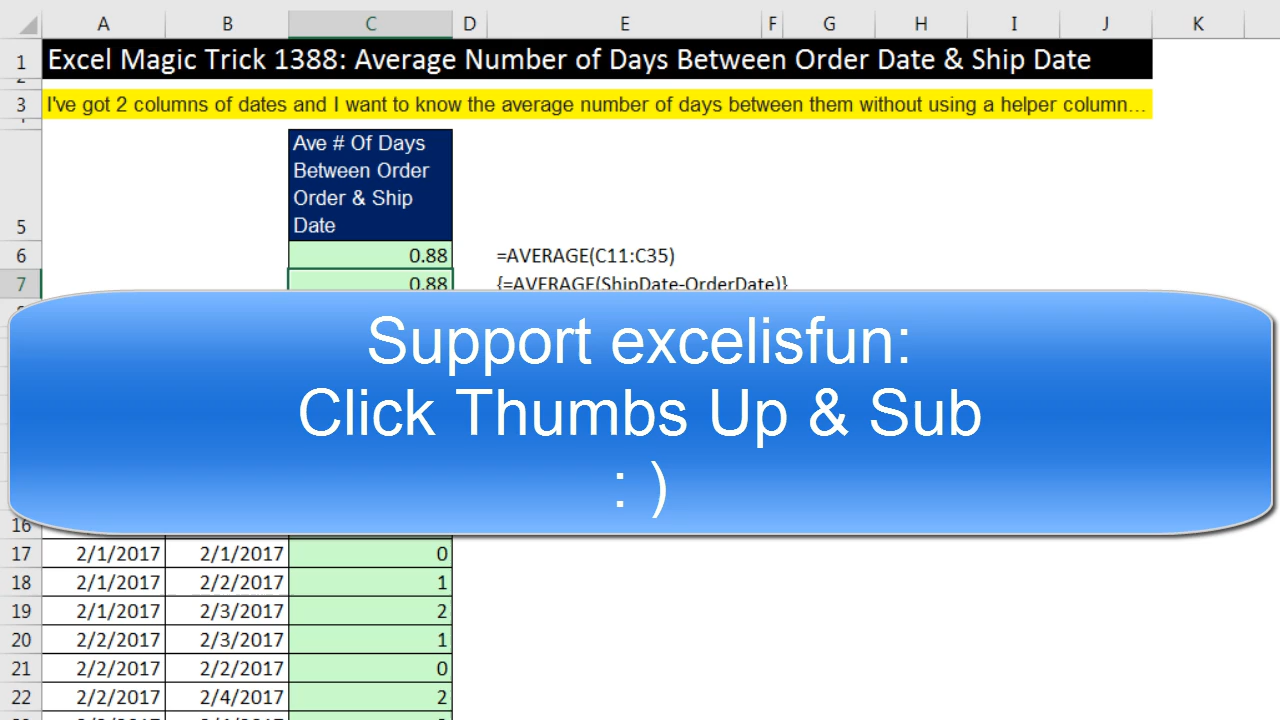 A B C D E F G H I J K
1 Excel Magic Trick 1388: Average Number of Days Between Order Date & Ship Date
3 I've got 2 columns of dates and I want to know the average number of days between them without using a helper column...
Ave # Of Days
Between Order
Order & Ship
5 Date
6 0.88 =AVERAGE(C11:C35)
7 0.88 {=AVERAGE(ShipDate-OrderDate)}
Support excelisfun:
Click Thumbs Up & Sub
: )
16
17 2/1/2017 2/1/2017 0
18 2/1/2017 2/2/2017 1
19 2/1/2017 2/3/2017 2
20 2/2/2017 2/3/2017 1
21 2/2/2017 2/2/2017 0
22 2/2/2017 2/4/2017 2